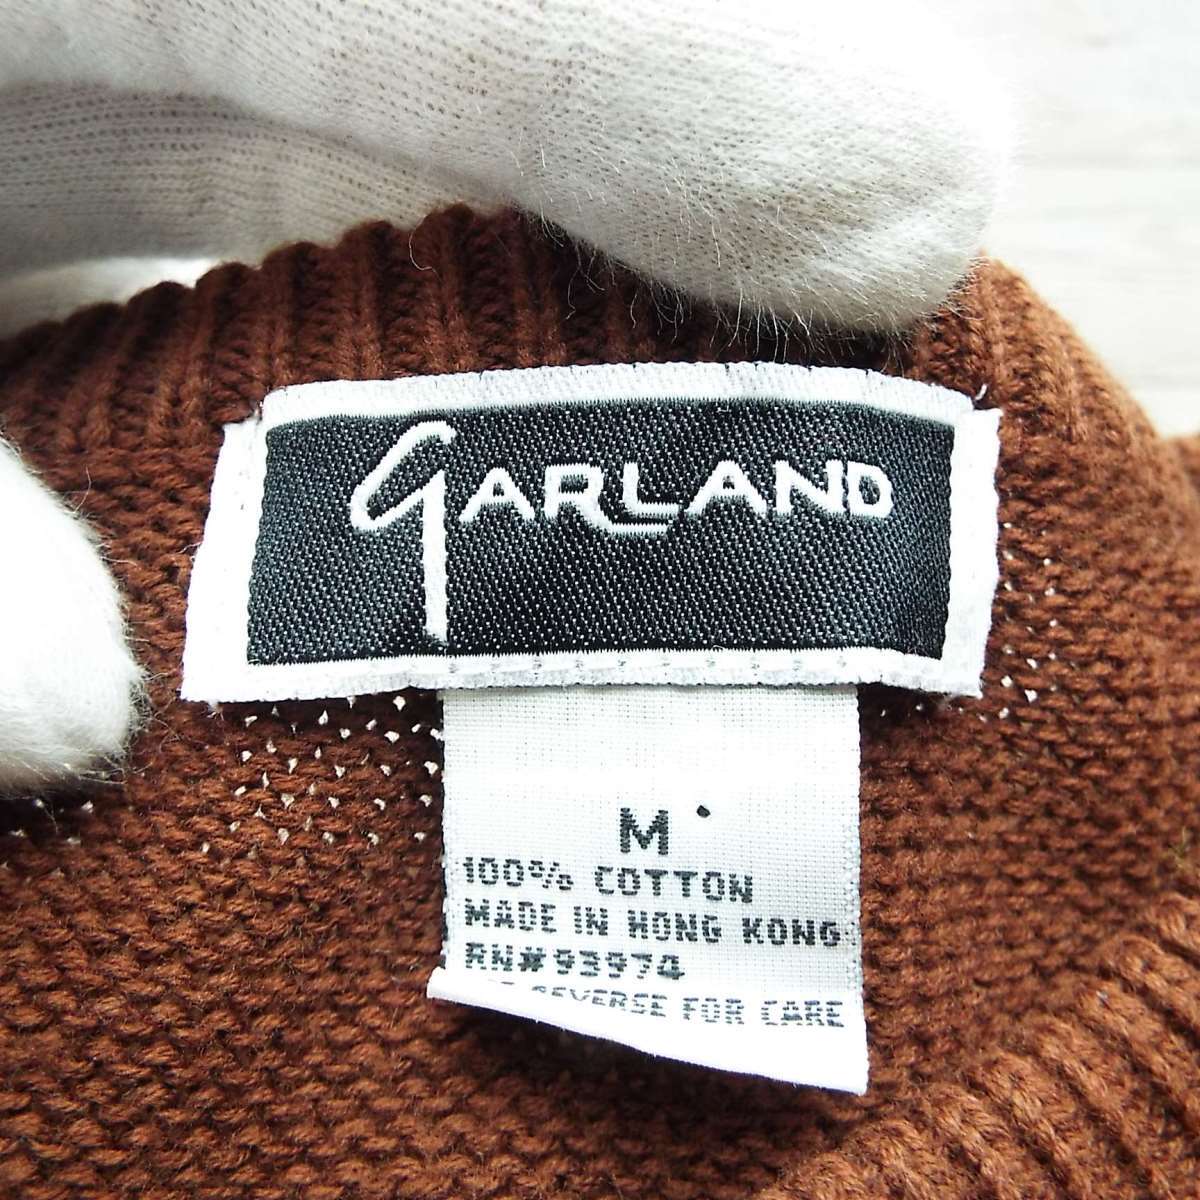 GARLAND
M
100% COTTON
MADE IN HONG KONG
RN#93974
REVERSE FOR CARE